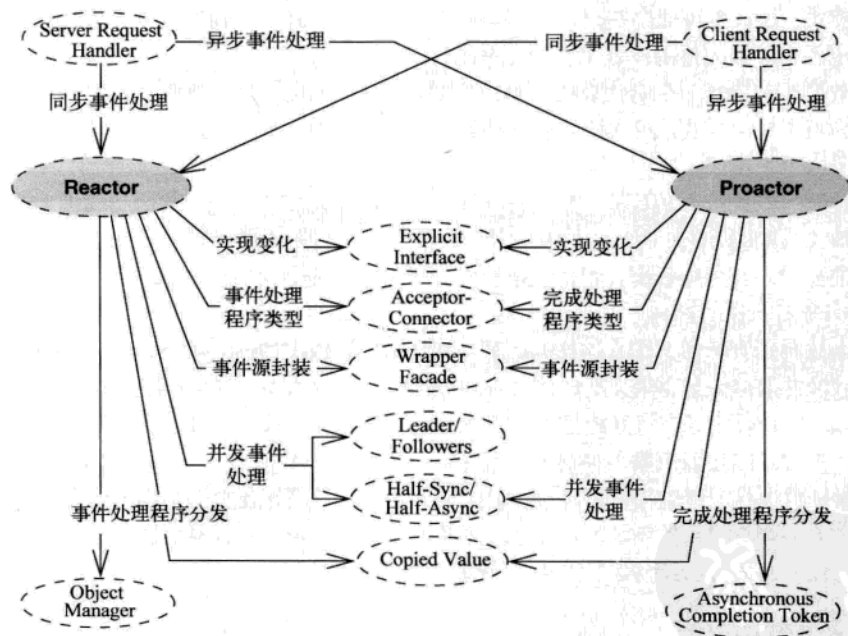 Server Request
Handler
异步事件处理
同步事件处理
Client Request
Handler
同步事件处理
异步事件处理
Reactor
Proactor
实现变化
Explicit
Interface
实现变化
事件处理
程序类型
Acceptor-
Connector
完成处理
程序类型
事件源封装
Wrapper
Facade
事件源封装
Leader/
Followers
并发事件
处理
Half-Sync/
Half-Async
并发事件
处理
事件处理程序分发
完成处理程序分发
Copied Value
Object
Manager
Asynchronous
Completion Token